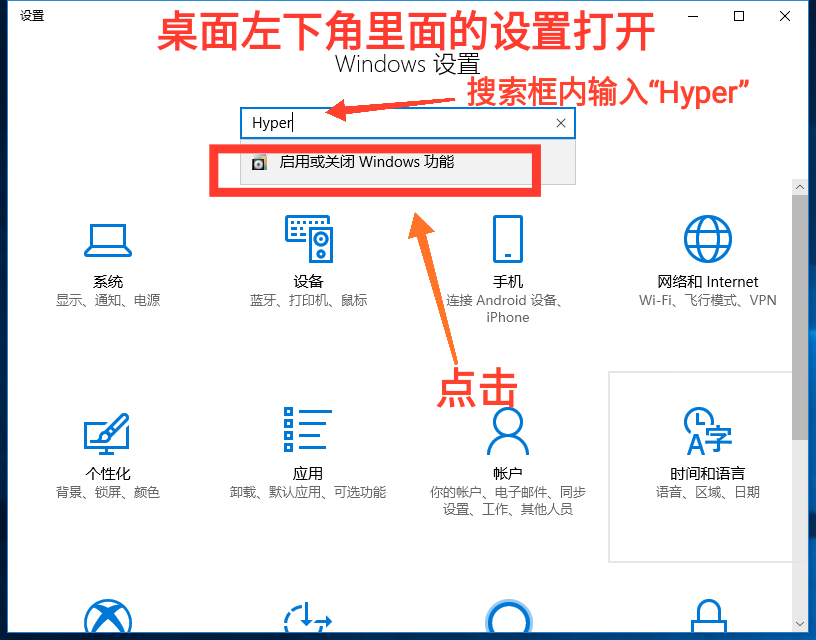 设置
桌面左下角里面的设置打开
Windows 设置
搜索框内输入“Hyper”
Hyper
启用或关闭 Windows 功能
系统
显示、通知、电源
设备
蓝牙、打印机、鼠标
手机
连接 Android 设备、
iPhone
网络和 Internet
Wi-Fi、飞行模式、VPN
点击
个性化
背景、锁屏、颜色
应用
卸载、默认应用、可选功能
帐户
你的帐户、电子邮件、同步
设置、工作、其他人员
时间和语言
语音、区域、日期